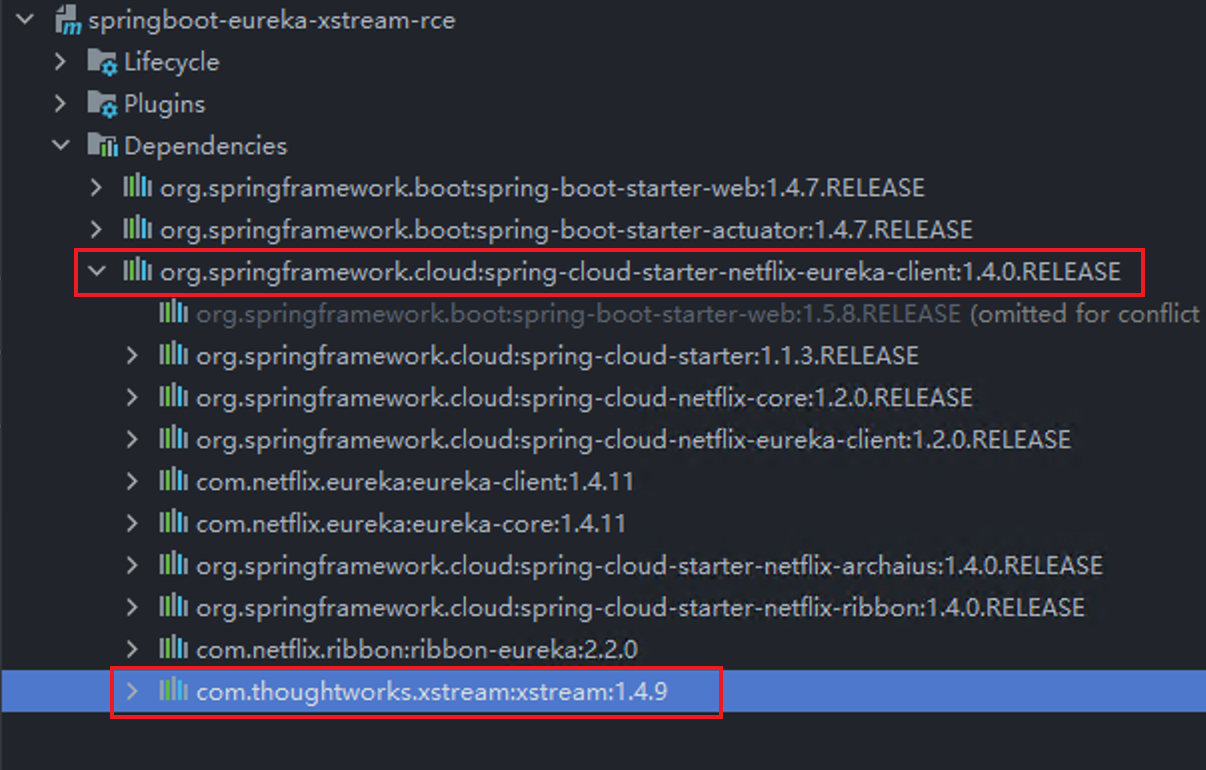 springboot-eureka-xstream-rce
Lifecycle
Plugins
Dependencies
org.springframework.boot:spring-boot-starter-web:1.4.7.RELEASE
org.springframework.boot:spring-boot-starter-actuator:1.4.7.RELEASE
org.springframework.cloud:spring-cloud-starter-netflix-eureka-client:1.4.0.RELEASE
org.springframework.boot:spring-boot-starter-web:1.5.8.RELEASE (omitted for conflict
org.springframework.cloud:spring-cloud-starter:1.1.3.RELEASE
org.springframework.cloud:spring-cloud-netflix-core:1.2.0.RELEASE
org.springframework.cloud:spring-cloud-netflix-eureka-client:1.2.0.RELEASE
com.netflix.eureka:eureka-client:1.4.11
com.netflix.eureka:eureka-core:1.4.11
org.springframework.cloud:spring-cloud-starter-netflix-archaius:1.4.0.RELEASE
org.springframework.cloud:spring-cloud-starter-netflix-ribbon:1.4.0.RELEASE
com.netflix.ribbon:ribbon-eureka:2.2.0
com.thoughtworks.xstream:xstream:1.4.9